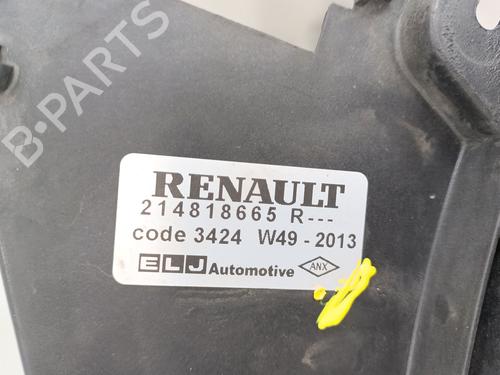 B-PARTS
RENAULT
214818665 R---
code 3424 W49 - 2013
ELJ Automotive ANX